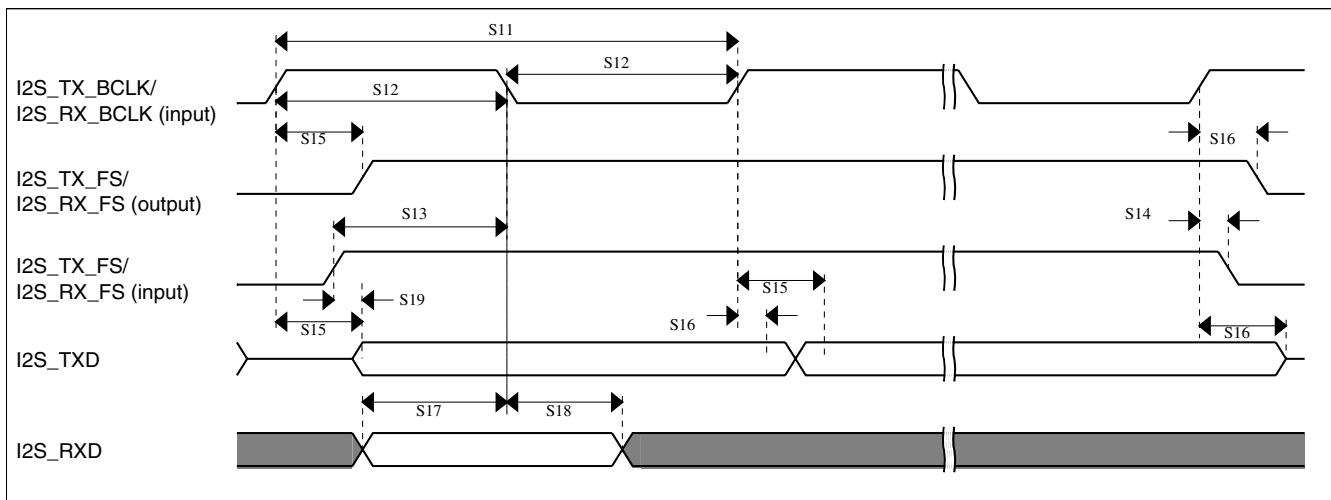 S11
I2S_TX_BCLK/
I2S_RX_BCLK (input)
S12
S12
S15
S16
I2S_TX_FS/
I2S_RX_FS (output)
S13
S14
I2S_TX_FS/
I2S_RX_FS (input)
S19
S15
S15
S16
S16
I2S_TXD
S17
S18
I2S_RXD